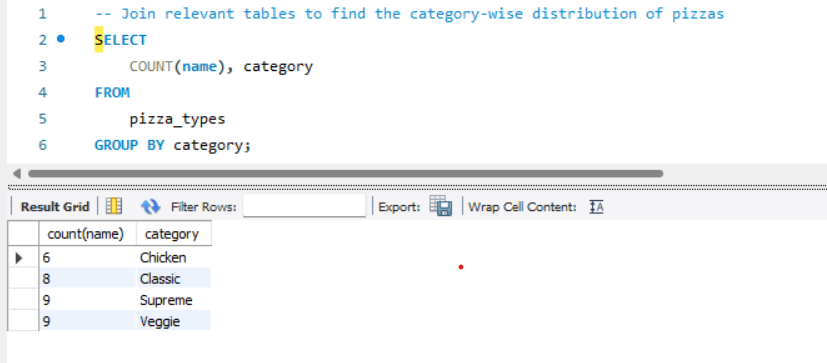 1 -- Join relevant tables to find the category-wise distribution of pizzas
2 SELECT
3 COUNT(name), category
4 FROM
5 pizza_types
6 GROUP BY category;
Result Grid Filter Rows: Export: Wrap Cell Content: IA
count(name) category
6 Chicken
8 Classic
9 Supreme
9 Veggie